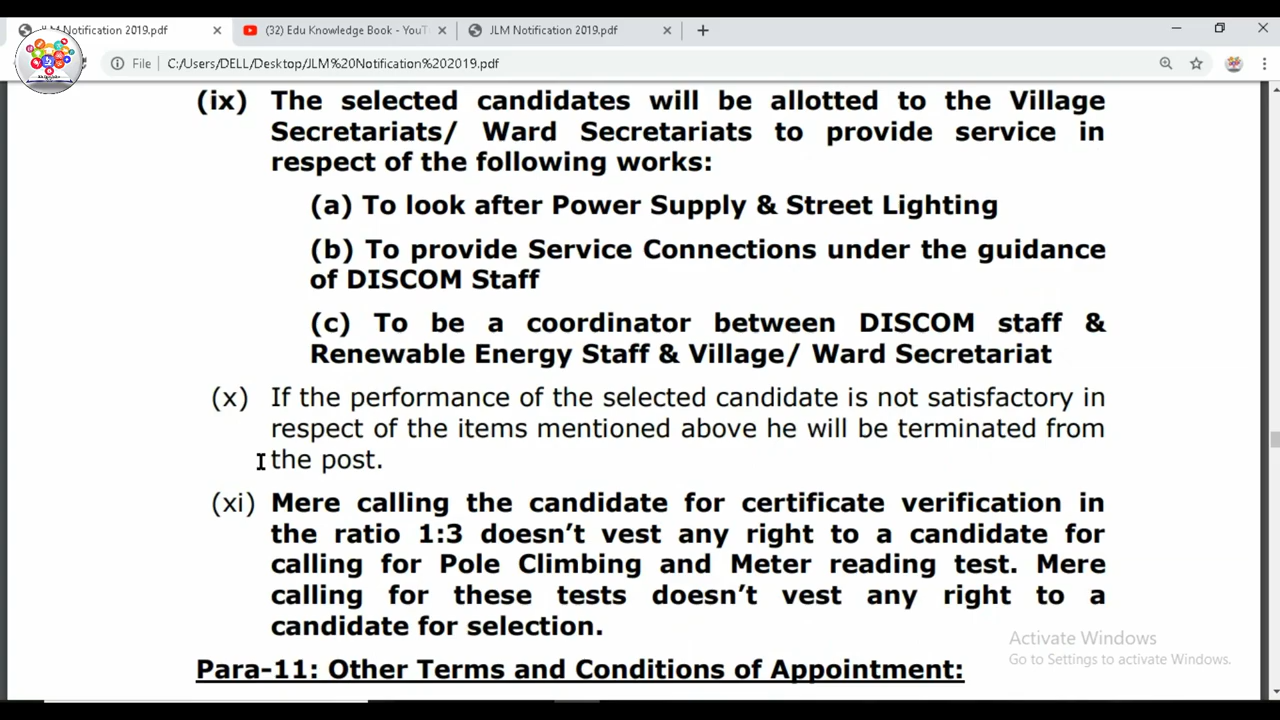 JLM Notification 2019.pdf
(32) Edu Knowledge Book - YouT
JLM Notification 2019.pdf
File
C:/Users/DELL/Desktop/JLM%20Notification%202019.pdf
(ix) The selected candidates will be allotted to the Village
Secretariats/ Ward Secretariats to provide service in
respect of the following works:
(a) To look after Power Supply & Street Lighting
(b) To provide Service Connections under the guidance
of DISCOM Staff
(c) To be a coordinator between DISCOM staff &
Renewable Energy Staff & Village/ Ward Secretariat
(x) If the performance of the selected candidate is not satisfactory in
respect of the items mentioned above he will be terminated from
the post.
(xi) Mere calling the candidate for certificate verification in
the ratio 1:3 doesn’t vest any right to a candidate for
calling for Pole Climbing and Meter reading test. Mere
calling for these tests doesn’t vest any right to a
candidate for selection.
Activate Windows
Go to Settings to activate Windows.
Para-11: Other Terms and Conditions of Appointment: